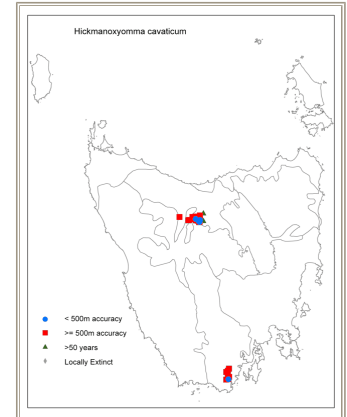 Hickmanoxyomma cavaticum
< 500m accuracy
>= 500m accuracy
>50 years
Locally Extinct